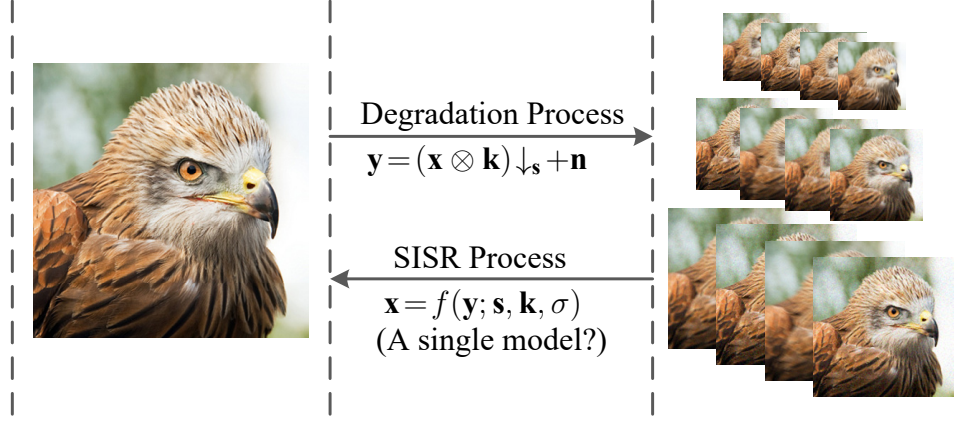 Degradation Process
y=(x ⊗ k)↓s+n
SISR Process
x=f(y; s, k, σ)
(A single model?)